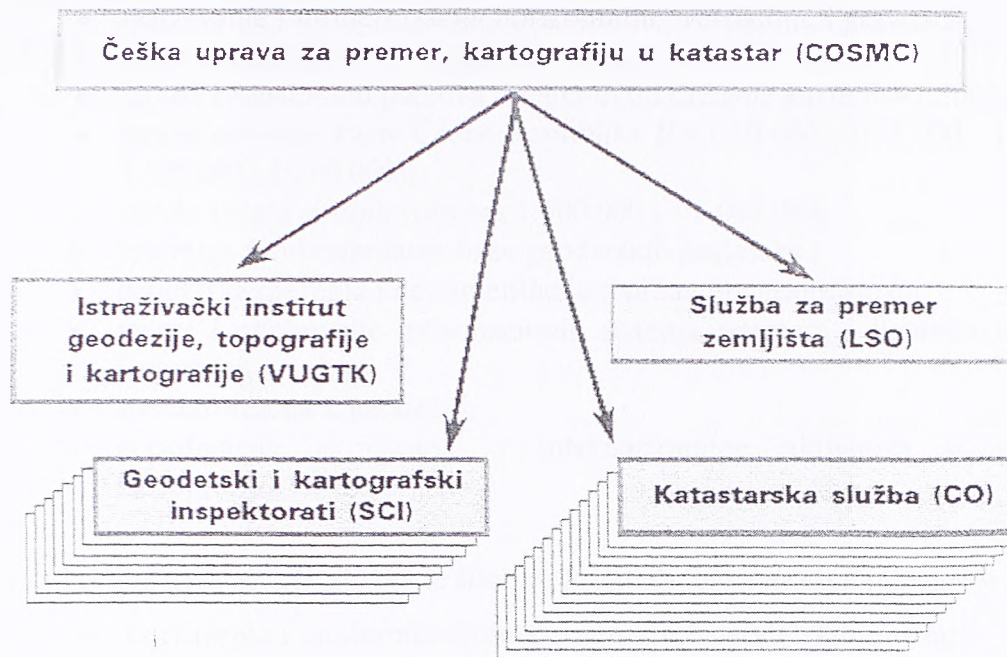 Češka uprava za premer, kartografiju u katastar (COSMC)
Istraživački institut
geodezije, topografije
i kartografije (VUGTK)
Služba za premer
zemljišta (LSO)
Geodetski i kartografski
inspektorati (SCI)
Katastarska služba (CO)